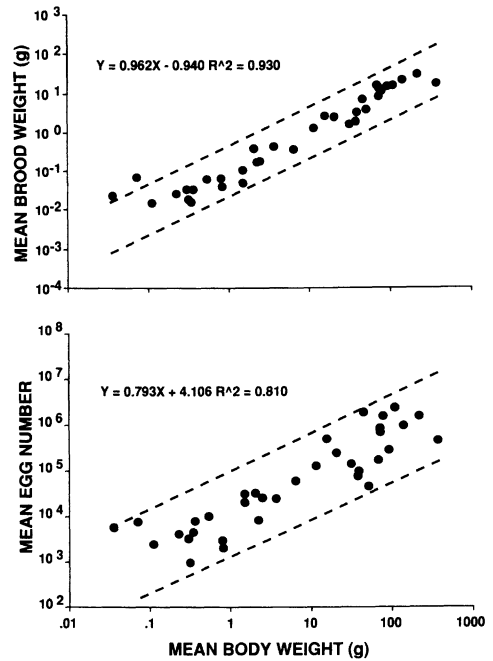 10 3
MEAN BROOD WEIGHT (g)
Y = 0.962X - 0.940 R^2 = 0.930
10 2
10 1
10 0
10 -1
10 -2
10 -3
10 -4
10 8
MEAN EGG NUMBER
10 7
Y = 0.793X + 4.106 R^2 = 0.810
10 6
10 5
10 4
10 3
10 2
.01 .1 1 10 100 1000
MEAN BODY WEIGHT (g)